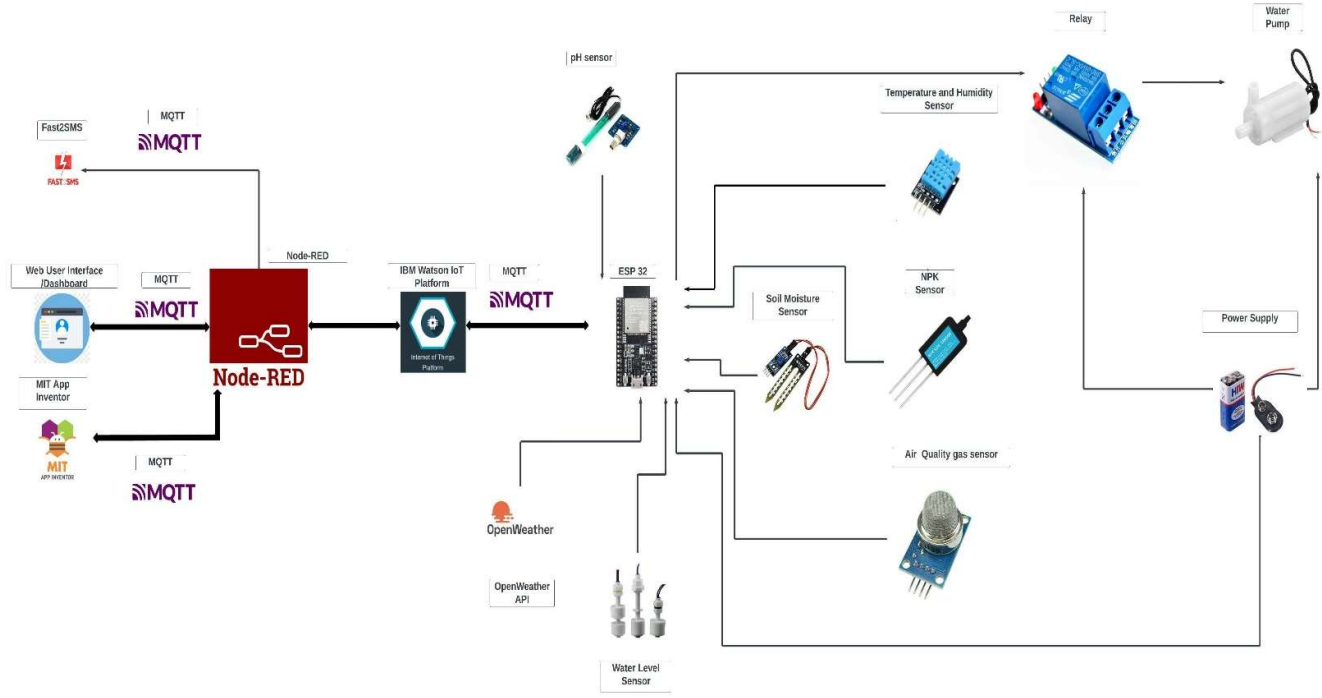 Relay
Water
Pump
pH sensor
Temperature and Humidity
Sensor
MQTT
MQTT
Fast2SMS
FAST2SMS
Node-RED
Web User Interface
/Dashboard
MQTT
MQTT
IBM Watson IoT
Platform
MQTT
MQTT
ESP 32
NPK
Sensor
Soil Moisture
Sensor
Power Supply
Internet of Things
Platform
Node-RED
MIT App
Inventor
MIT
APP INVENTOR
MQTT
MQTT
HW
Air Quality gas sensor
OpenWeather
OpenWeather
API
Water Level
Sensor